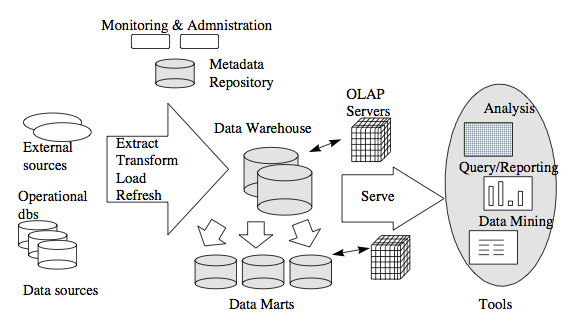 Monitoring & Admnistration
Metadata
Repository
OLAP
Servers
Analysis
Data Warehouse
External
sources
Extract
Transform
Load
Refresh
Query/Reporting
Operational
dbs
Serve
Data Mining
Data sources
Data Marts
Tools